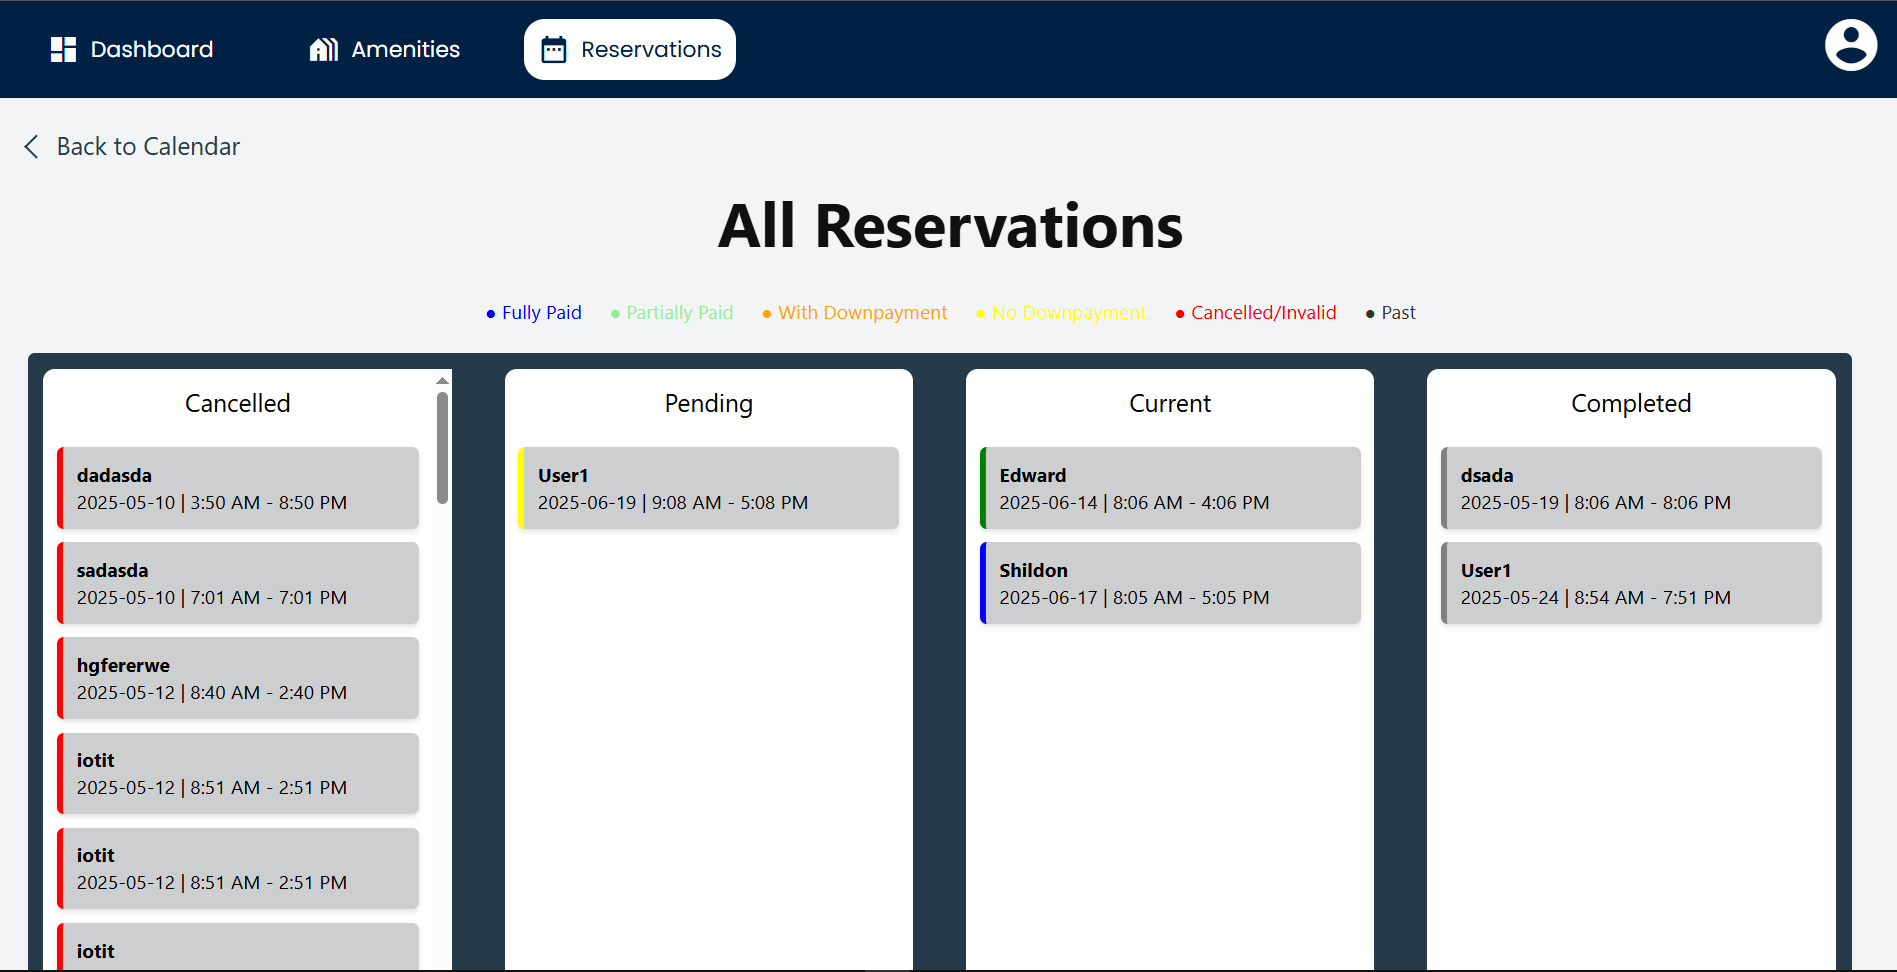 Dashboard
Amenities
Reservations
Back to Calendar
All Reservations
● Fully Paid ● Partially Paid ● With Downpayment ● No Downpayment ● Cancelled/Invalid ● Past
Cancelled
dadasda
2025-05-10 | 3:50 AM - 8:50 PM
sadasda
2025-05-10 | 7:01 AM - 7:01 PM
hgfererwe
2025-05-12 | 8:40 AM - 2:40 PM
iotit
2025-05-12 | 8:51 AM - 2:51 PM
iotit
2025-05-12 | 8:51 AM - 2:51 PM
iotit
Pending
User1
2025-06-19 | 9:08 AM - 5:08 PM
Current
Edward
2025-06-14 | 8:06 AM - 4:06 PM
Shildon
2025-06-17 | 8:05 AM - 5:05 PM
Completed
dsada
2025-05-19 | 8:06 AM - 8:06 PM
User1
2025-05-24 | 8:54 AM - 7:51 PM